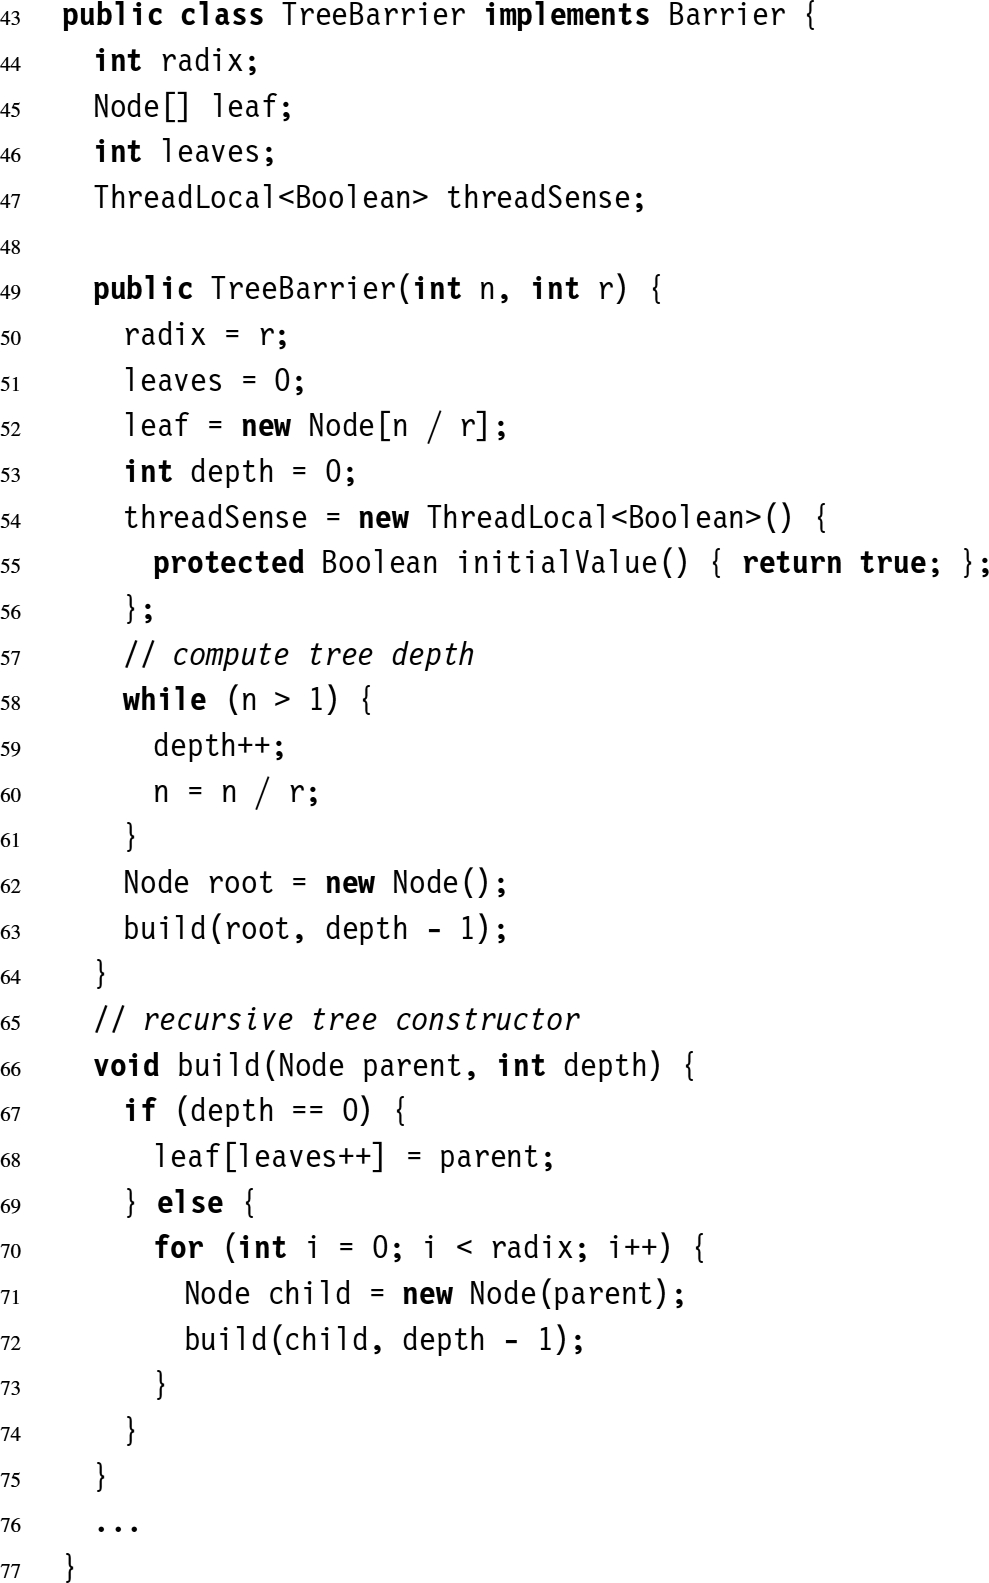 43 public class TreeBarrier implements Barrier {
44 int radix;
45 Node[] leaf;
46 int leaves;
47 ThreadLocal<Boolean> threadSense;
48
49 public TreeBarrier(int n, int r) {
50 radix = r;
51 leaves = 0;
52 leaf = new Node[n / r];
53 int depth = 0;
54 threadSense = new ThreadLocal<Boolean>() {
55 protected Boolean initialValue() { return true; };
56 };
57 // compute tree depth
58 while (n > 1) {
59 depth++;
60 n = n / r;
61 }
62 Node root = new Node();
63 build(root, depth - 1);
64 }
65 // recursive tree constructor
66 void build(Node parent, int depth) {
67 if (depth == 0) {
68 leaf[leaves++] = parent;
69 } else {
70 for (int i = 0; i < radix; i++) {
71 Node child = new Node(parent);
72 build(child, depth - 1);
73 }
74 }
75 }
76 ...
77 }